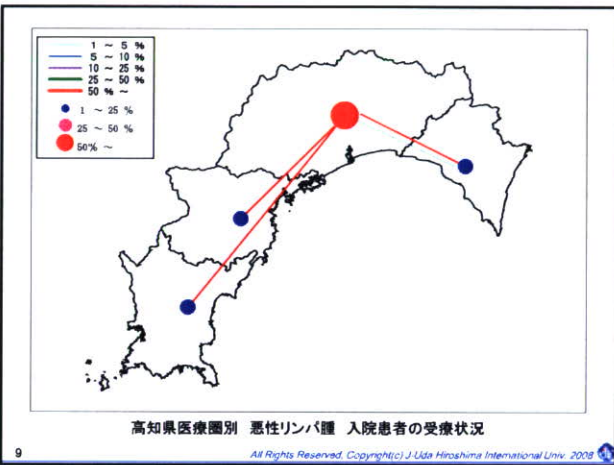 1 ～ 5 %
5 ～ 10 %
10 ～ 25 %
25 ～ 50 %
50 % ～
1 ～ 25 %
25 ～ 50 %
50% ～
高知県医療圏別 悪性リンパ腫 入院患者の受療状況
9
All Rights Reserved, Copyright(c) J-Uda Hiroshima International Univ. 2008